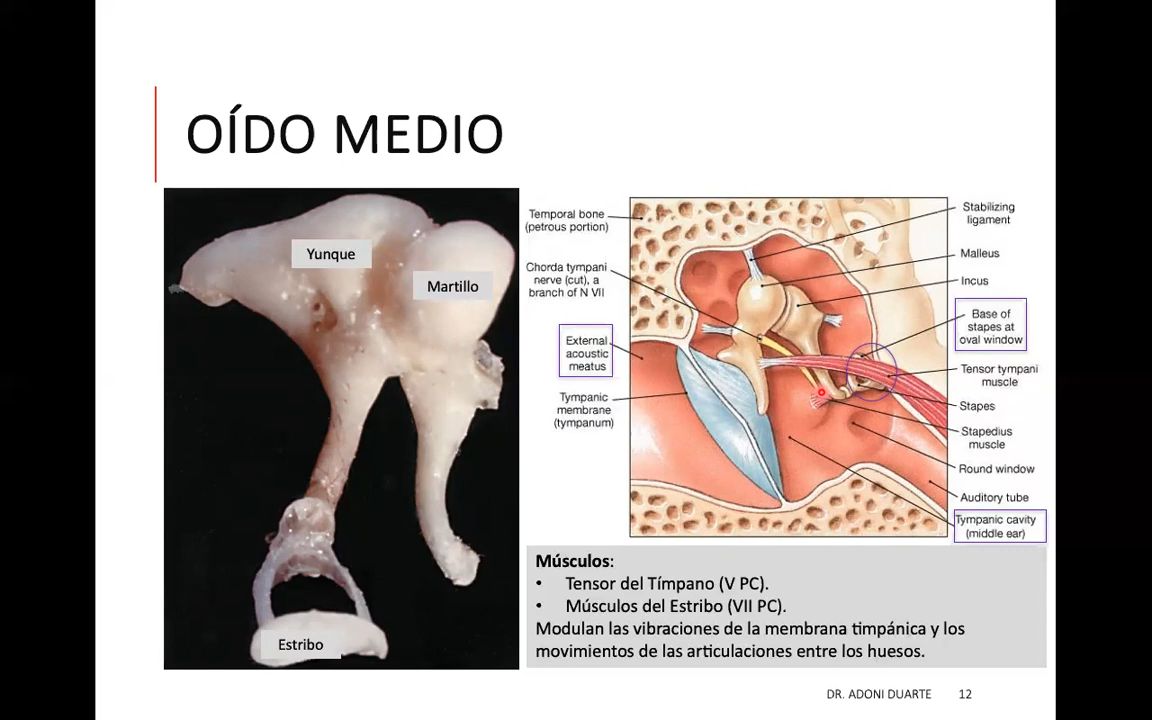 OÍDO MEDIO
Yunque
Martillo
Estribo
Temporal bone
(petrous portion)
Chorda tympani
nerve (cut), a
branch of N VII
External
acoustic
meatus
Tympanic
membrane
(tympanum)
Stabilizing
ligament
Malleus
Incus
Base of
stapes at
oval window
Tensor tympani
muscle
Stapes
Stapedius
muscle
Round window
Auditory tube
Tympanic cavity
(middle ear)
Músculos:
• Tensor del Tímpano (V PC).
• Músculos del Estribo (VII PC).
Modulan las vibraciones de la membrana timpánica y los
movimientos de las articulaciones entre los huesos.
DR. ADONI DUARTE 12